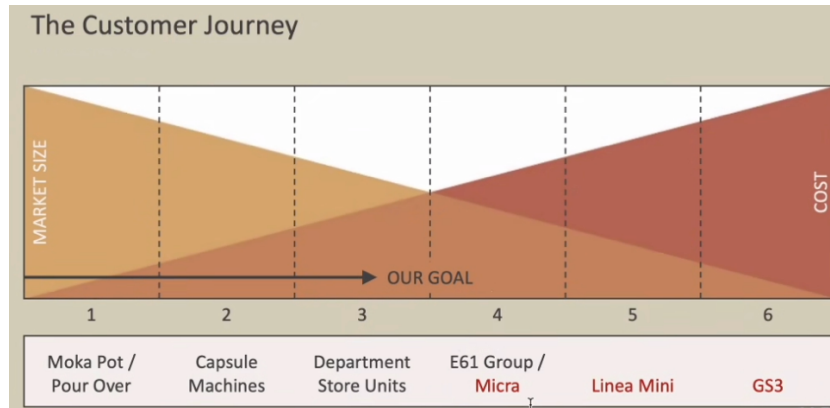 The Customer Journey
MARKET SIZE
COST
OUR GOAL
1 2 3 4 5 6
Moka Pot /
Pour Over
Capsule
Machines
Department
Store Units
E61 Group /
Micra
Linea Mini
GS3